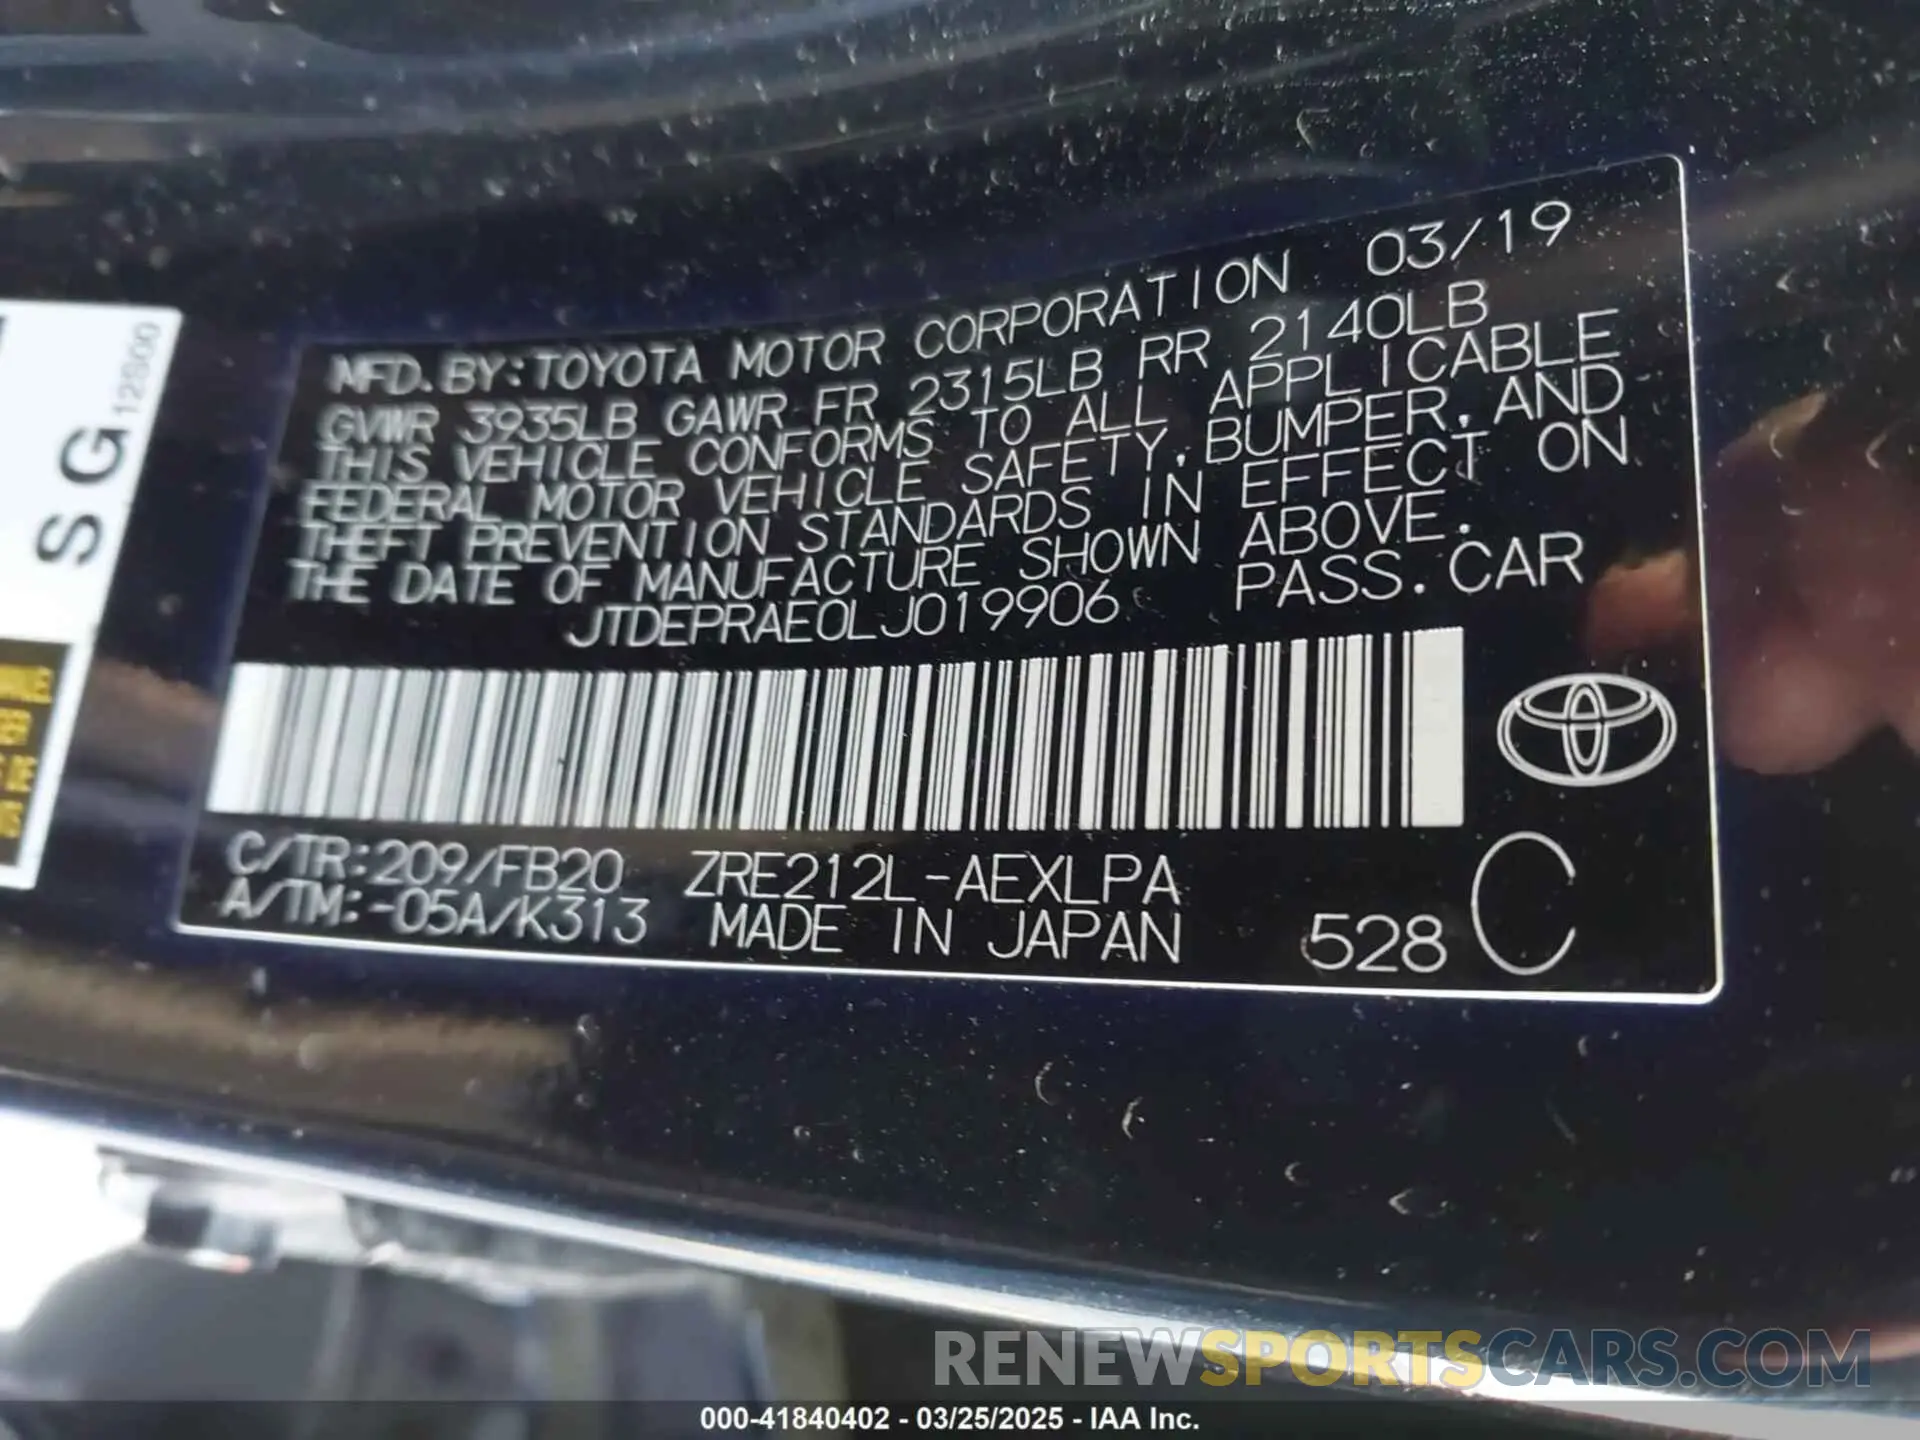 SG
12S00
MFD. BY: TOYOTA MOTOR CORPORATION 03/19
GVWR 3935LB GAWR FR 2315LB RR 2140LB
THIS VEHICLE CONFORMS TO ALL APPLICABLE
FEDERAL MOTOR VEHICLE SAFETY, BUMPER, AND
THEFT PREVENTION STANDARDS IN EFFECT ON
THE DATE OF MANUFACTURE SHOWN ABOVE.
JTDEPRAE0LJ019906 PASS. CAR
C/TR:209/FB20 ZRE212L-AEXLPA
A/TM:-05A/K313 MADE IN JAPAN 528 C
RENEWSPORTSCARS.COM
000-41840402 - 03/25/2025 - IAA Inc.